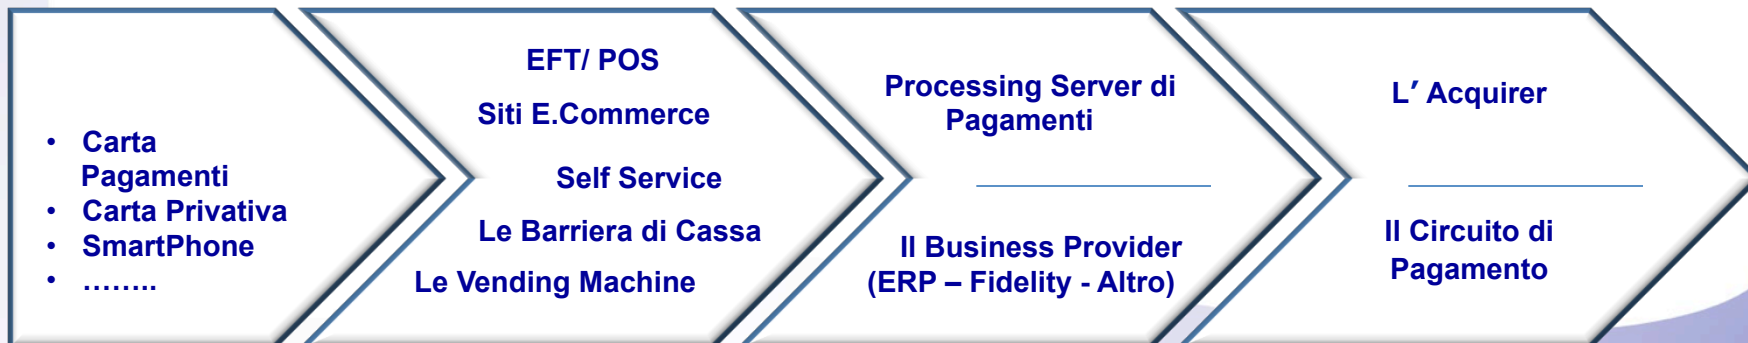 • Carta
Pagamenti
• Carta Privativa
• SmartPhone
• ……..
EFT/ POS
Siti E.Commerce
Self Service
Le Barriera di Cassa
Le Vending Machine
Processing Server di
Pagamenti
Il Business Provider
(ERP – Fidelity - Altro)
L’ Acquirer
Il Circuito di
Pagamento